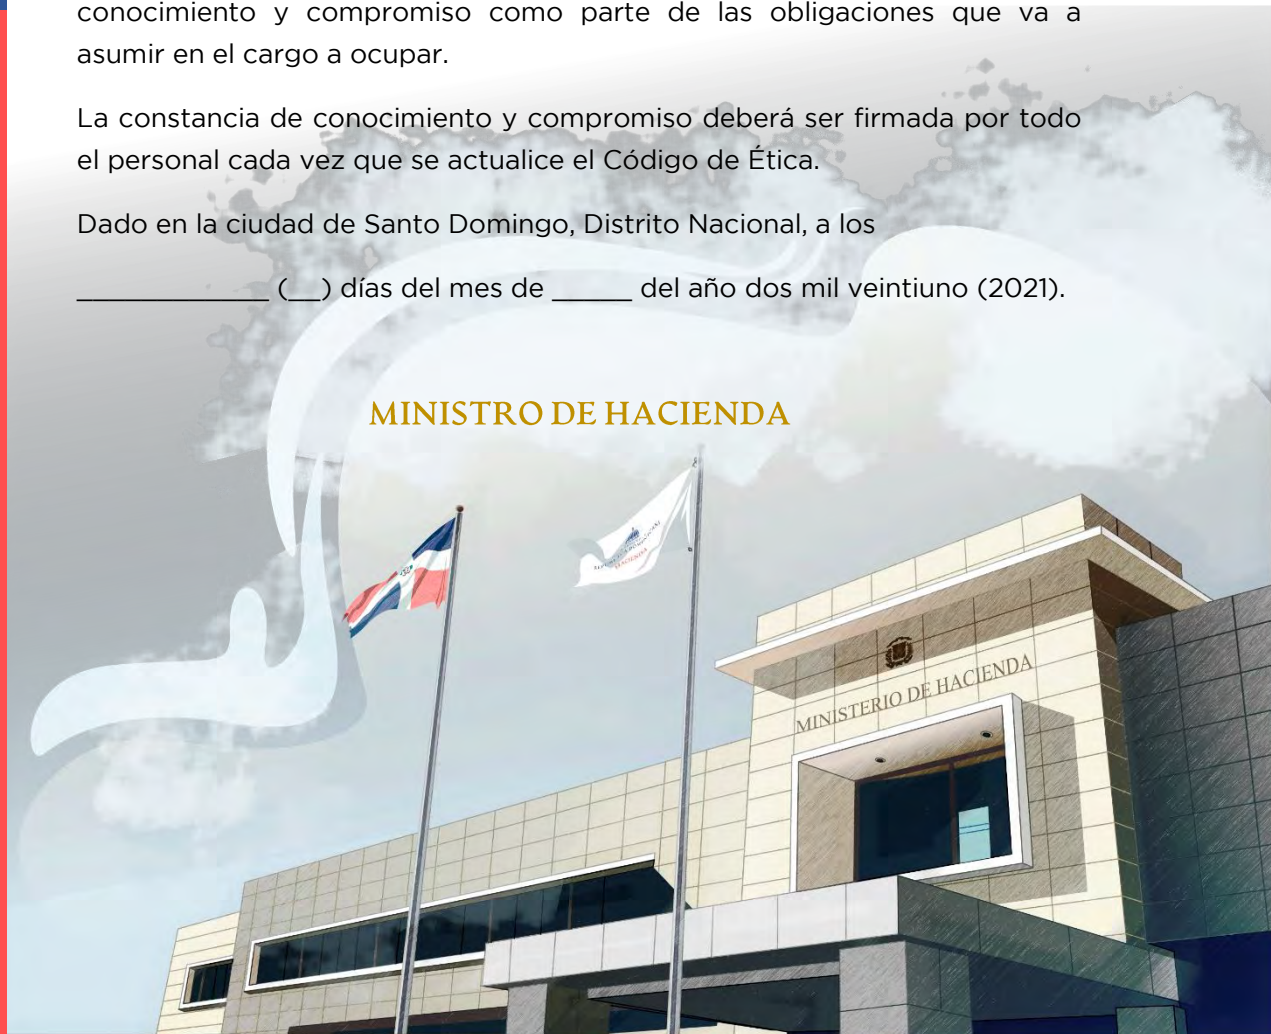 conocimiento y compromiso como parte de las obligaciones que va a
asumir en el cargo a ocupar.
La constancia de conocimiento y compromiso deberá ser firmada por todo
el personal cada vez que se actualice el Código de Ética.
Dado en la ciudad de Santo Domingo, Distrito Nacional, a los
____________ (__) días del mes de _____ del año dos mil veintiuno (2021).
MINISTRO DE HACIENDA
REPÚBLICA DOMINICANA
HACIENDA
MINISTERIO DE HACIENDA